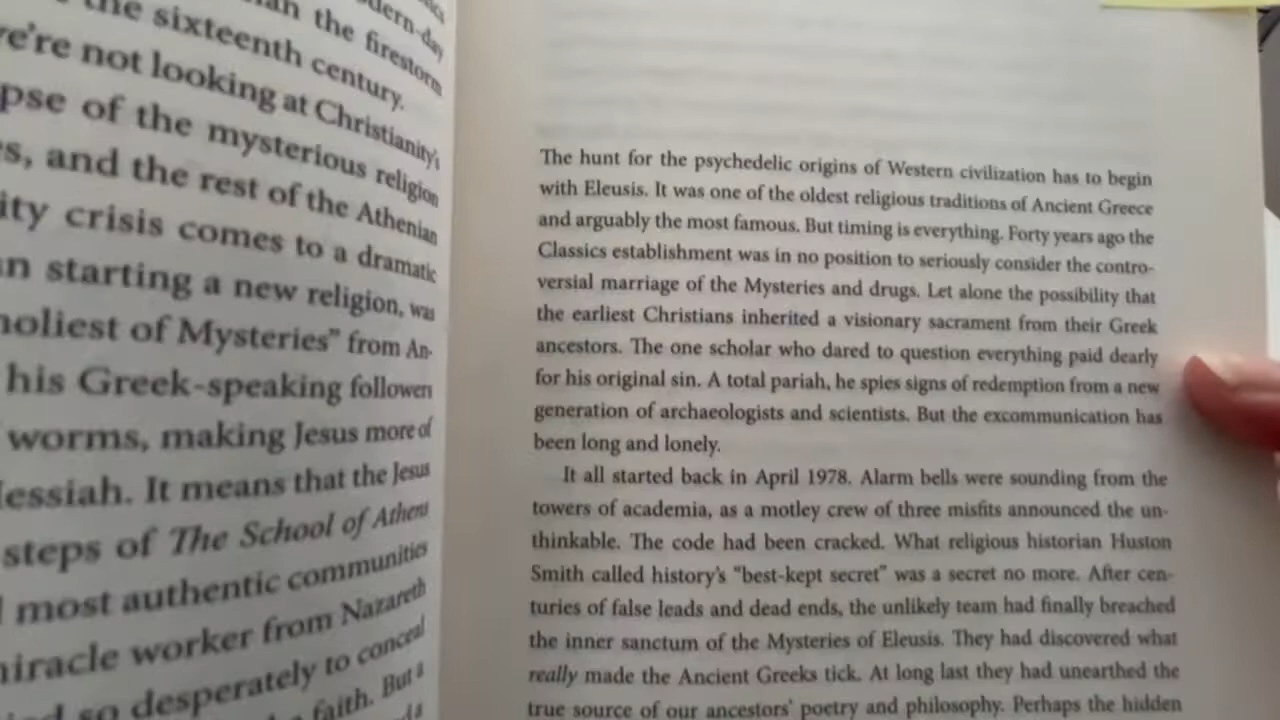 dern-day
an the firestorm
the sixteenth century.
we're not looking at Christianity's
pse of the mysterious religion
s, and the rest of the Athenian
ity crisis comes to a dramatic
n starting a new religion, was
holiest of Mysteries” from An-
his Greek-speaking followers
worms, making Jesus more of
Messiah. It means that the Jesus
steps of The School of Athens
most authentic communities
miracle worker from Nazareth
so desperately to conceal
faith. But a
The hunt for the psychedelic origins of Western civilization has to begin
with Eleusis. It was one of the oldest religious traditions of Ancient Greece
and arguably the most famous. But timing is everything. Forty years ago the
Classics establishment was in no position to seriously consider the contro-
versial marriage of the Mysteries and drugs. Let alone the possibility that
the earliest Christians inherited a visionary sacrament from their Greek
ancestors. The one scholar who dared to question everything paid dearly
for his original sin. A total pariah, he spies signs of redemption from a new
generation of archaeologists and scientists. But the excommunication has
been long and lonely.
It all started back in April 1978. Alarm bells were sounding from the
towers of academia, as a motley crew of three misfits announced the un-
thinkable. The code had been cracked. What religious historian Huston
Smith called history's “best-kept secret” was a secret no more. After cen-
turies of false leads and dead ends, the unlikely team had finally breached
the inner sanctum of the Mysteries of Eleusis. They had discovered what
really made the Ancient Greeks tick. At long last they had unearthed the
true source of our ancestors' poetry and philosophy. Perhaps the hidden